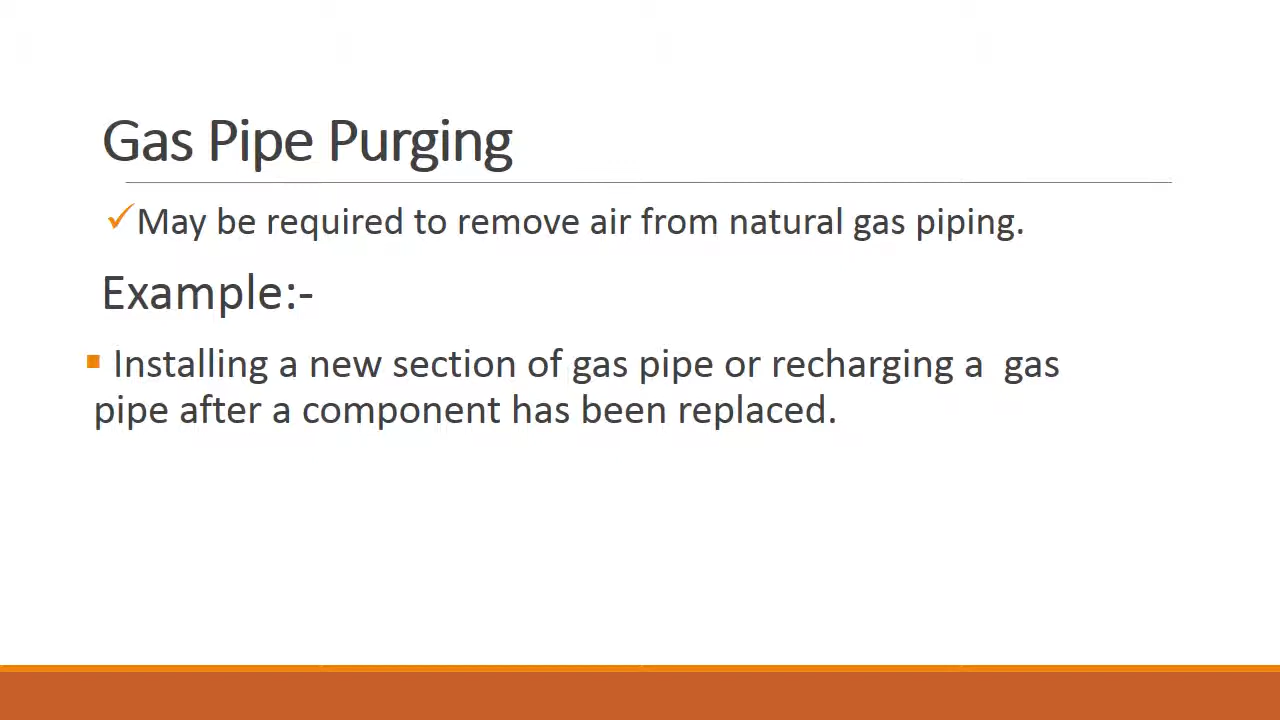 Gas Pipe Purging
✓May be required to remove air from natural gas piping.
Example:-
▪ Installing a new section of gas pipe or recharging a  gas
pipe after a component has been replaced.